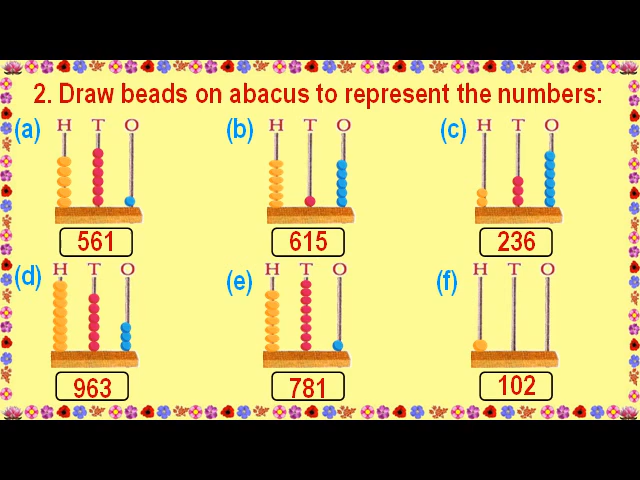 2. Draw beads on abacus to represent the numbers:
(a) H T O
(b) H T O
(c) H T O
561
615
236
(d) H T O
(e) H T O
(f) H T O
963
781
102